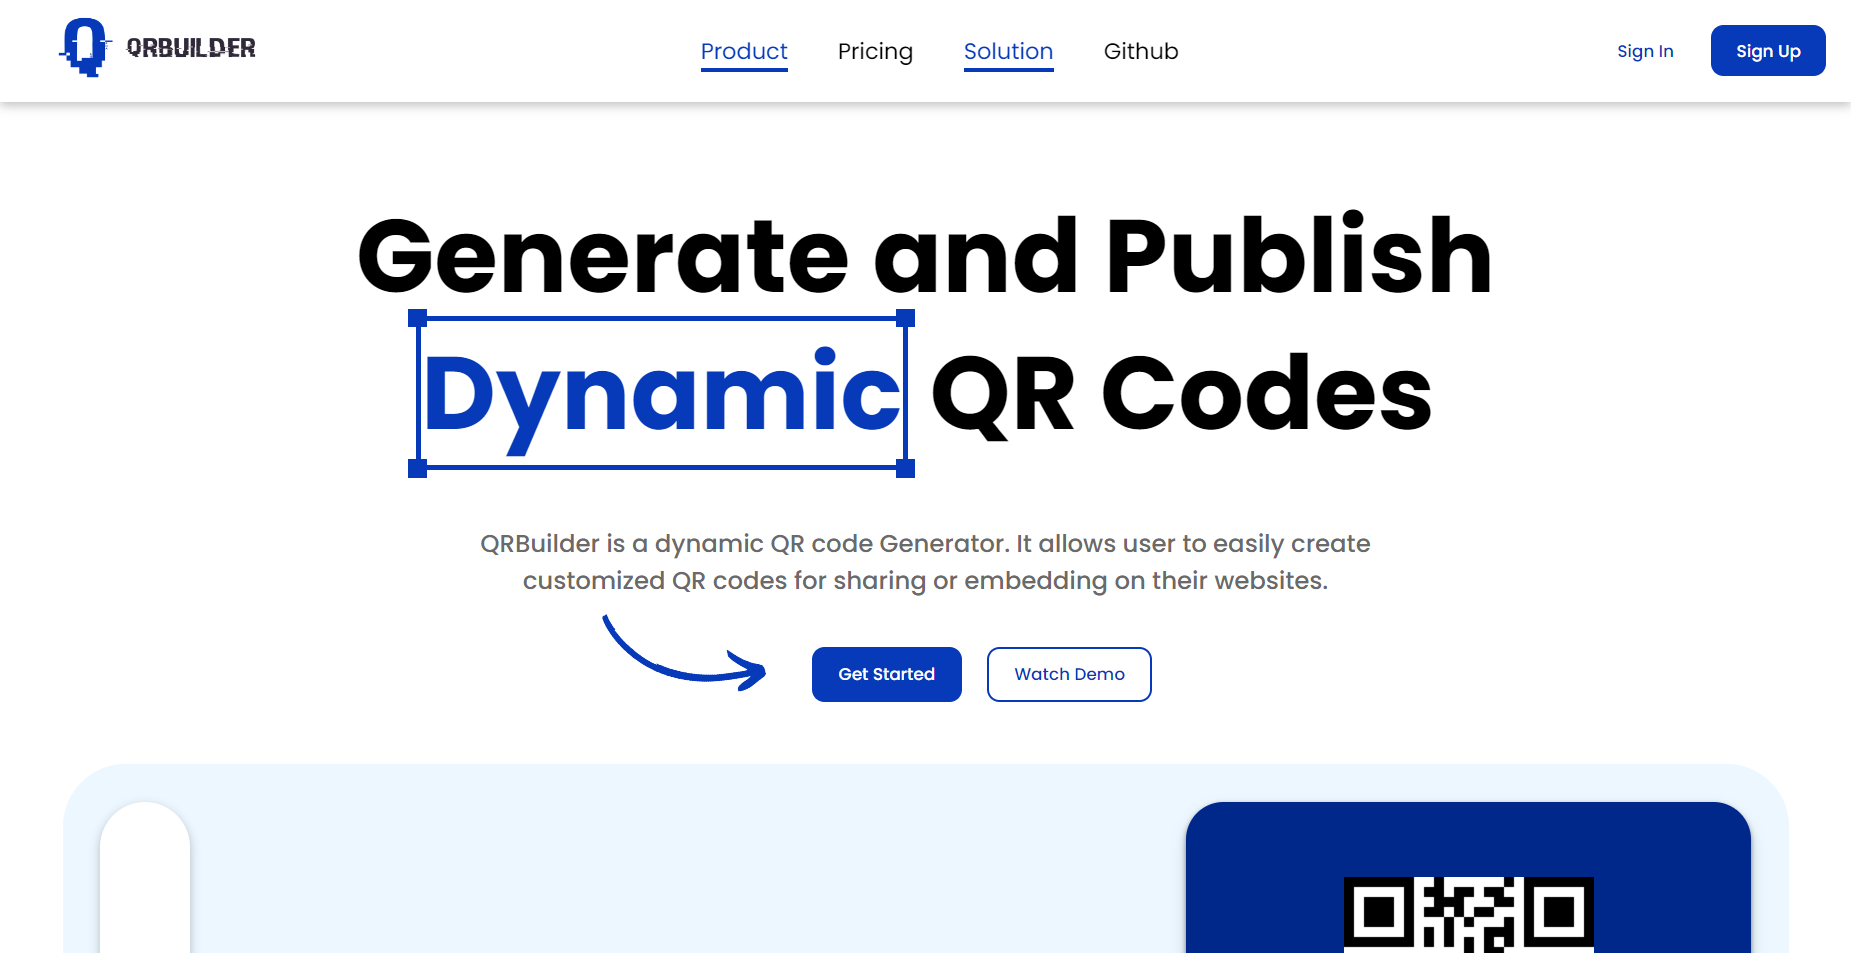 QRBUILDER
Product Pricing Solution Github
Sign In Sign Up
Generate and Publish
Dynamic QR Codes
QRBuilder is a dynamic QR code Generator. It allows user to easily create
customized QR codes for sharing or embedding on their websites.
Get Started Watch Demo